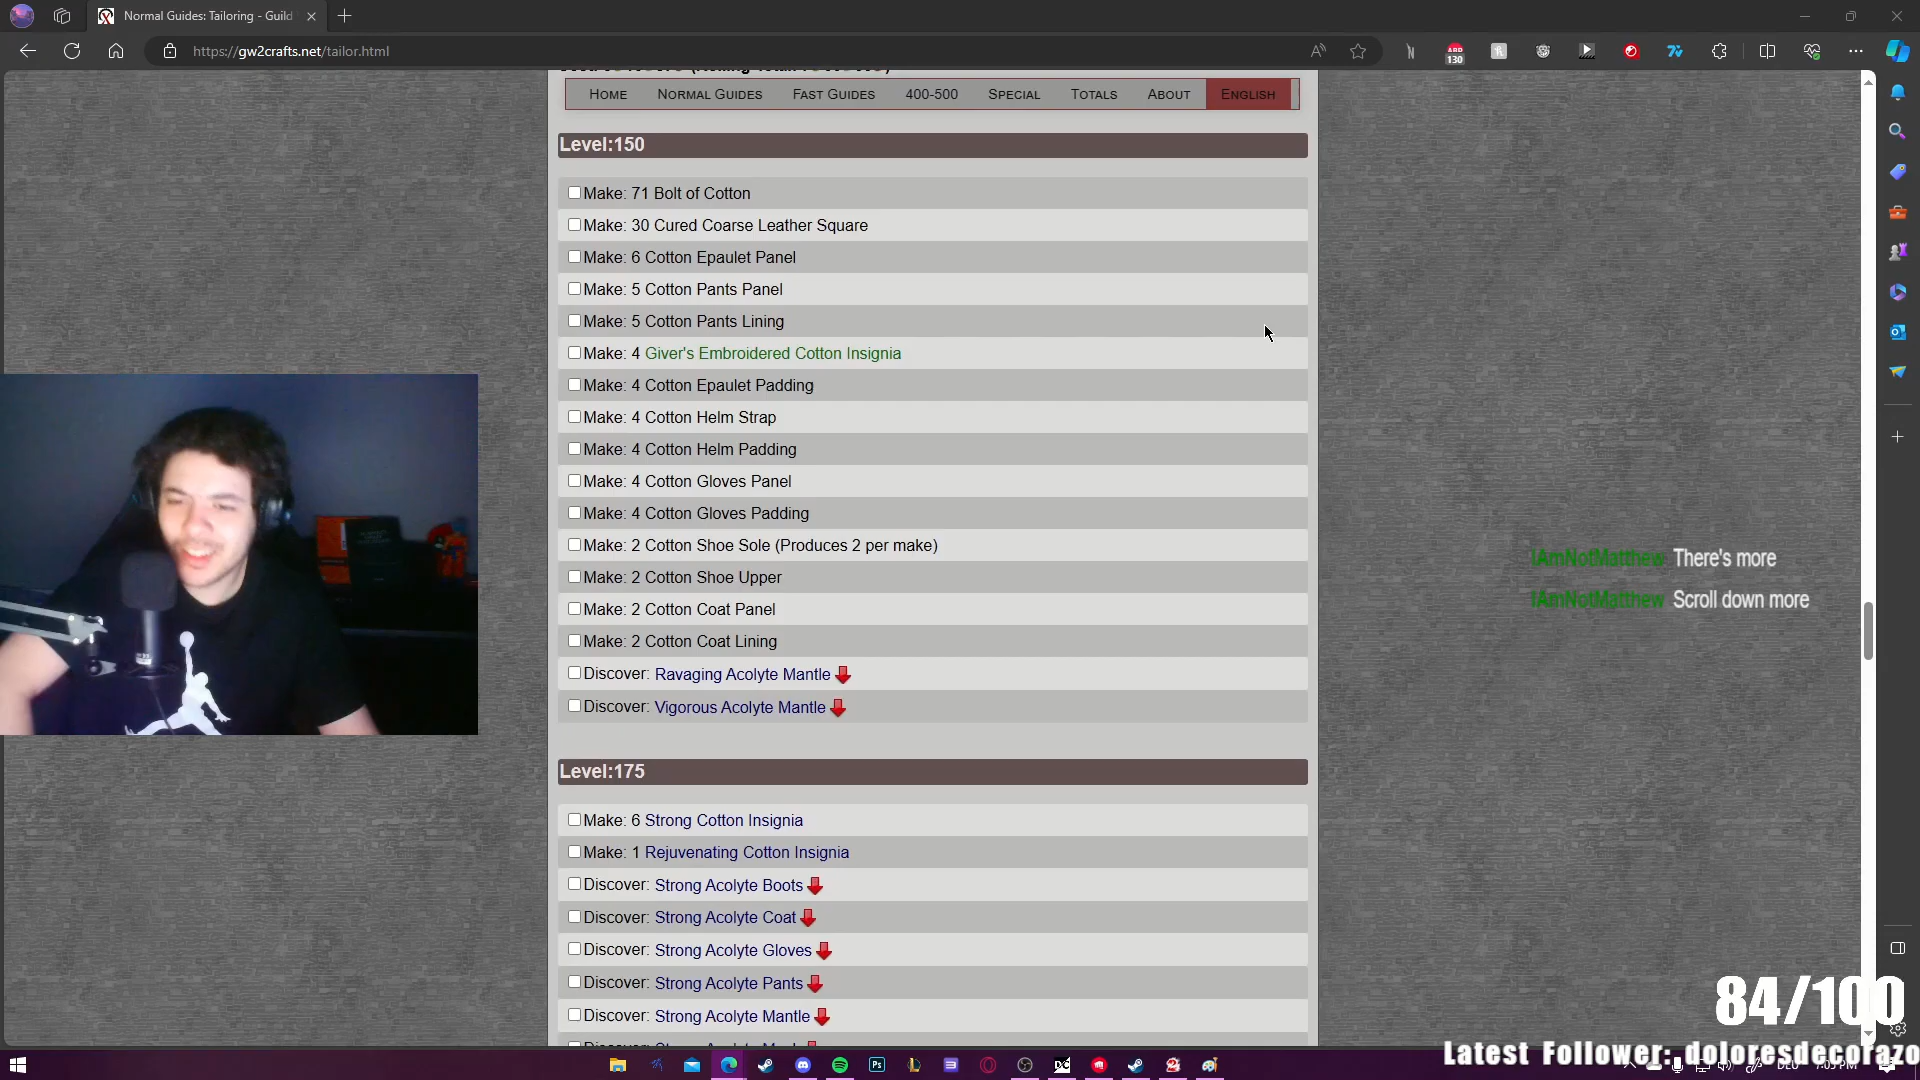 Normal Guides: Tailoring - Guild
https://gw2crafts.net/tailor.html
130
HOME NORMAL GUIDES FAST GUIDES 400-500 SPECIAL TOTALS ABOUT ENGLISH
Level:150
Make: 71 Bolt of Cotton
Make: 30 Cured Coarse Leather Square
Make: 6 Cotton Epaulet Panel
Make: 5 Cotton Pants Panel
Make: 5 Cotton Pants Lining
Make: 4 Giver's Embroidered Cotton Insignia
Make: 4 Cotton Epaulet Padding
Make: 4 Cotton Helm Strap
Make: 4 Cotton Helm Padding
Make: 4 Cotton Gloves Panel
Make: 4 Cotton Gloves Padding
Make: 2 Cotton Shoe Sole (Produces 2 per make)
Make: 2 Cotton Shoe Upper
Make: 2 Cotton Coat Panel
Make: 2 Cotton Coat Lining
Discover: Ravaging Acolyte Mantle
Discover: Vigorous Acolyte Mantle
Level:175
Make: 6 Strong Cotton Insignia
Make: 1 Rejuvenating Cotton Insignia
Discover: Strong Acolyte Boots
Discover: Strong Acolyte Coat
Discover: Strong Acolyte Gloves
Discover: Strong Acolyte Pants
Discover: Strong Acolyte Mantle
IAmNotMatthew There's more
IAmNotMatthew Scroll down more
84/100
Latest Follower: doloresdecorazo